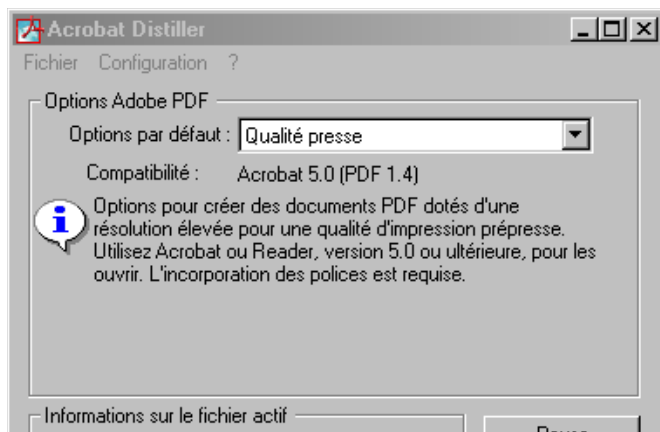 Acrobat Distiller
Fichier Configuration ?
Options Adobe PDF
Options par défaut : Qualité presse
Compatibilité : Acrobat 5.0 (PDF 1.4)
Options pour créer des documents PDF dotés d'une
résolution élevée pour une qualité d'impression prépresse.
Utilisez Acrobat ou Reader, version 5.0 ou ultérieure, pour les
ouvrir. L'incorporation des polices est requise.
Informations sur le fichier actif